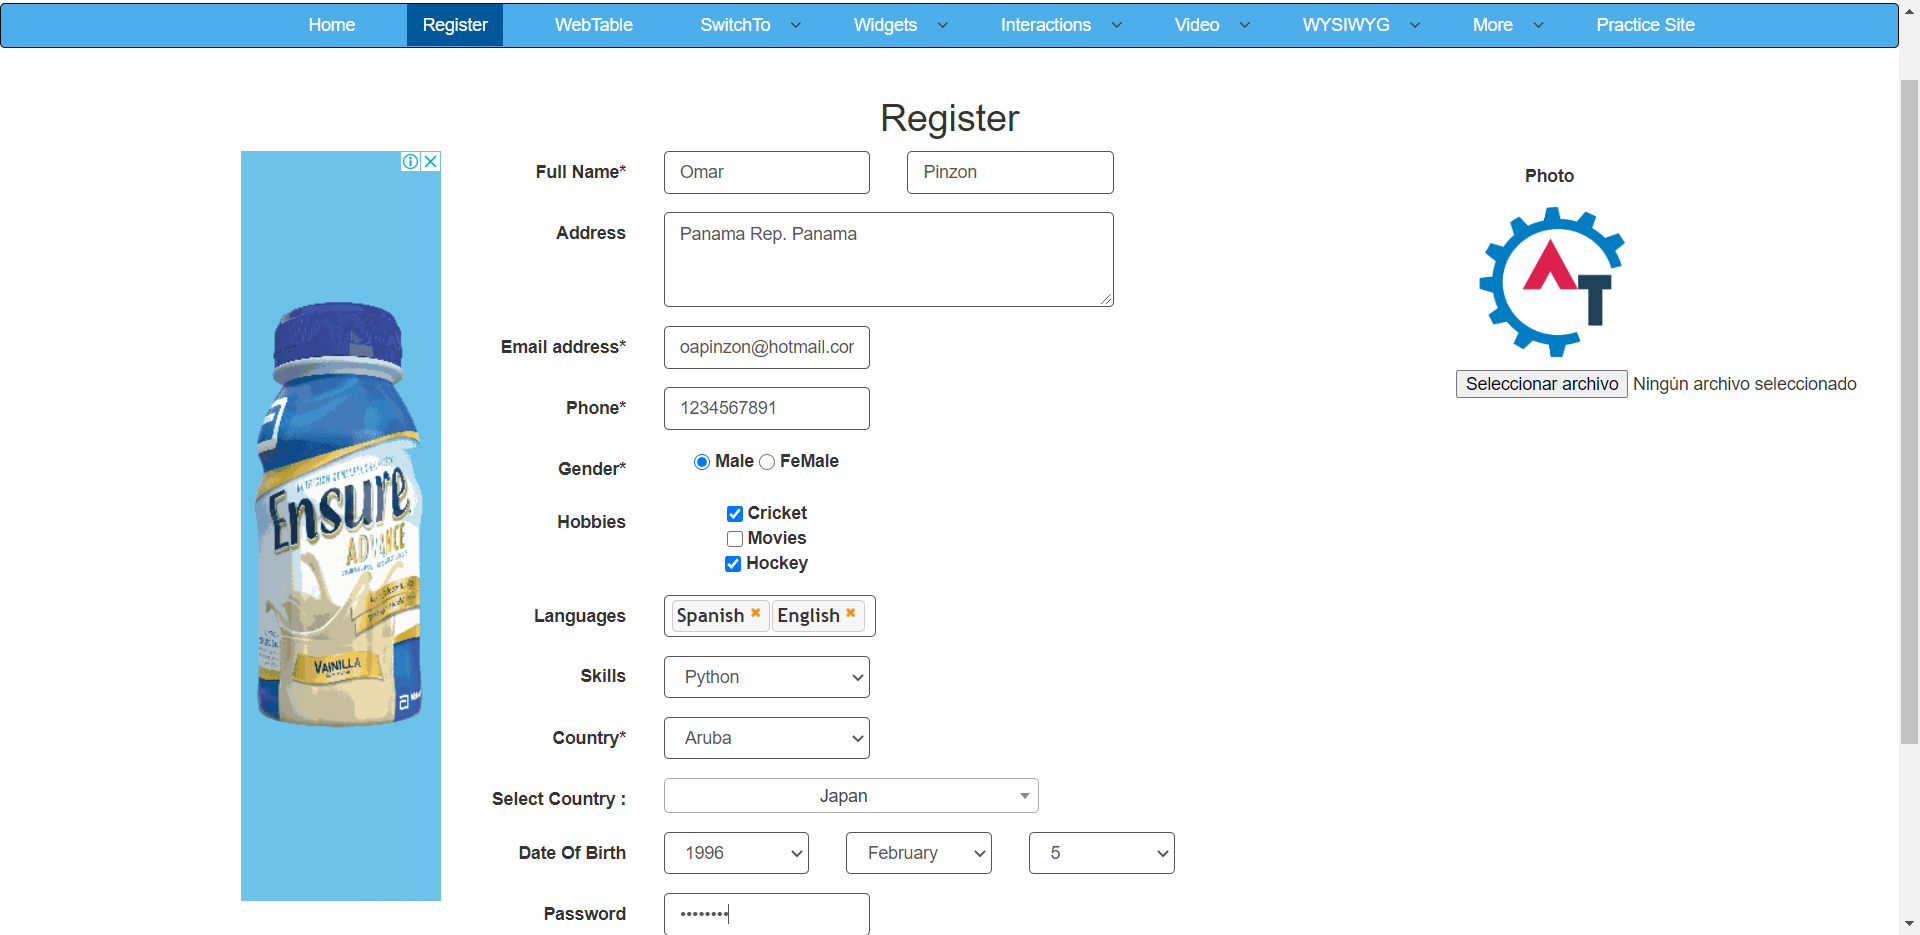 Home Register WebTable SwitchTo Widgets Interactions Video WYSIWYG More Practice Site
Register
Full Name* Omar Pinzon
Photo
Address Panama Rep. Panama
AT
Email address* oapinzon@hotmail.cor
Seleccionar archivo Ningún archivo seleccionado
Phone* 1234567891
Gender* Male FeMale
Hobbies Cricket
Movies
Hockey
Ensure
ADVANCE
VAINILLA
Languages Spanish English
Skills Python
Country* Aruba
Select Country : Japan
Date Of Birth 1996 February 5
Password ••••••••